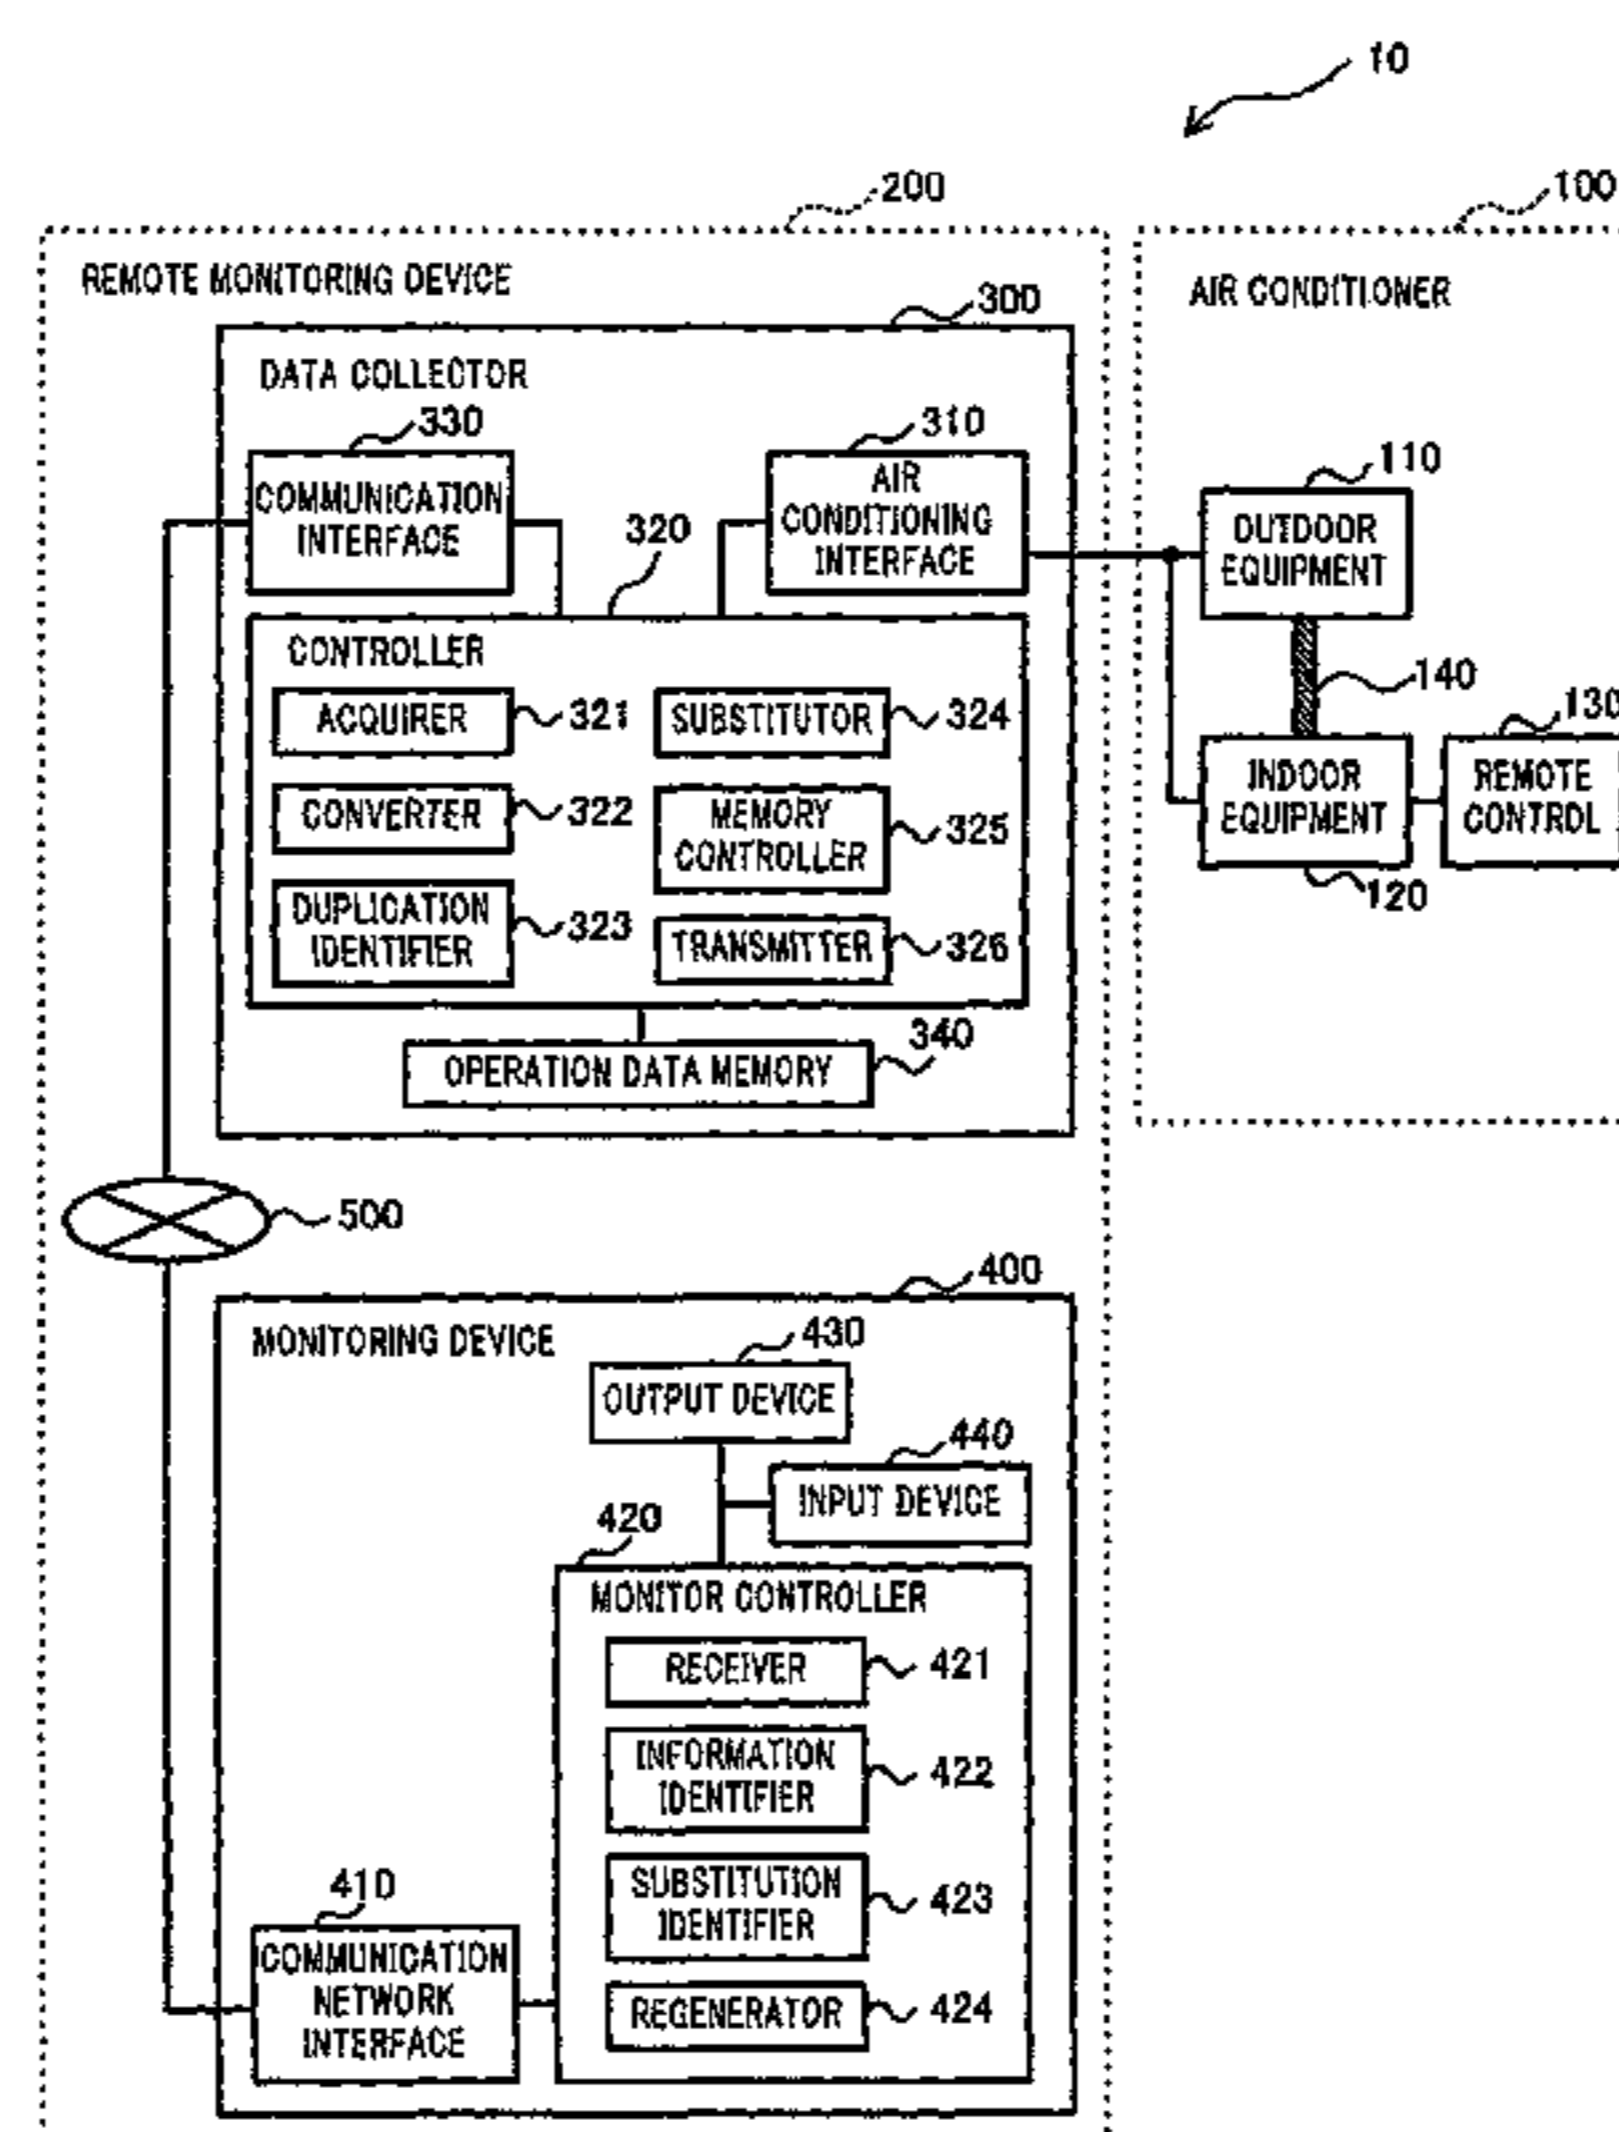 10
200
100
REMOTE MONITORING DEVICE
AIR CONDITIONER
300
DATA COLLECTOR
330
310
COMMUNICATION
INTERFACE
320
AIR
CONDITIONING
INTERFACE
110
OUTDOOR
EQUIPMENT
CONTROLLER
140
130
ACQUIRER
321
SUBSTITUTOR
324
CONVERTER
322
MEMORY
CONTROLLER
325
INDOOR
EQUIPMENT
REMOTE
CONTROL
120
DUPLICATION
IDENTIFIER
323
TRANSMITTER
326
340
OPERATION DATA MEMORY
500
400
MONITORING DEVICE
430
OUTPUT DEVICE
440
INPUT DEVICE
420
MONITOR CONTROLLER
RECEIVER
421
INFORMATION
IDENTIFIER
422
SUBSTITUTION
IDENTIFIER
423
410
COMMUNICATION
NETWORK
INTERFACE
REGENERATOR
424